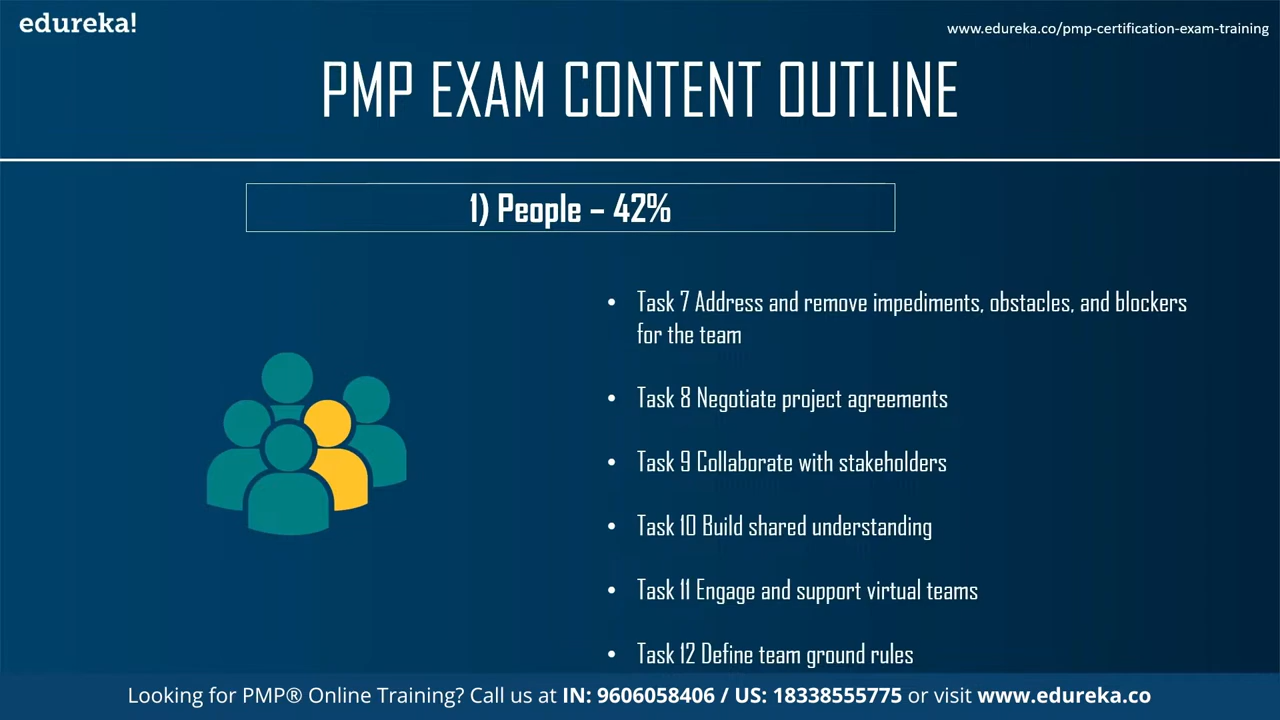 edureka!
www.edureka.co/pmp-certification-exam-training
PMP EXAM CONTENT OUTLINE
1) People – 42%
• Task 7 Address and remove impediments, obstacles, and blockers
for the team
• Task 8 Negotiate project agreements
• Task 9 Collaborate with stakeholders
• Task 10 Build shared understanding
• Task 11 Engage and support virtual teams
• Task 12 Define team ground rules
Looking for PMP® Online Training? Call us at IN: 9606058406 / US: 18338555775 or visit www.edureka.co